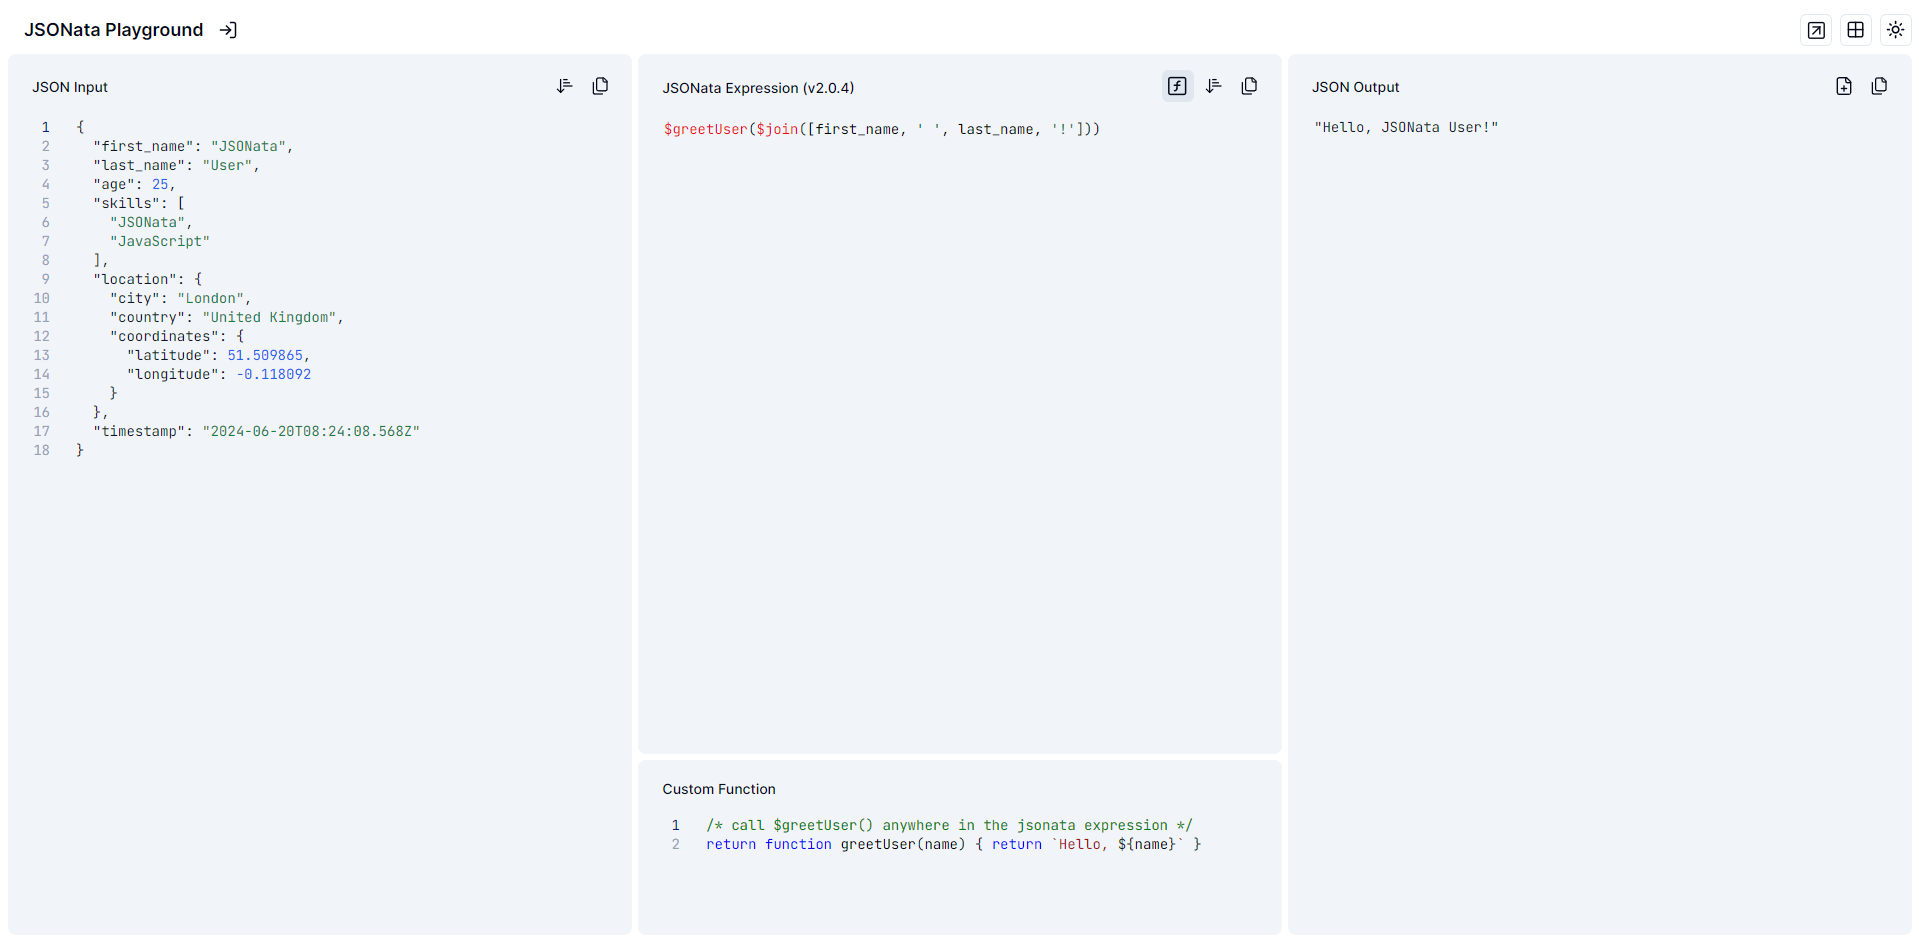 JSONata Playground
JSON Input
1 {
2   "first_name": "JSONata",
3   "last_name": "User",
4   "age": 25,
5   "skills": [
6     "JSONata",
7     "JavaScript"
8   ],
9   "location": {
10     "city": "London",
11     "country": "United Kingdom",
12     "coordinates": {
13       "latitude": 51.509865,
14       "longitude": -0.118092
15     }
16   },
17   "timestamp": "2024-06-20T08:24:08.568Z"
18 }
JSONata Expression (v2.0.4)
$greetUser($join([first_name, ' ', last_name, '!']))
Custom Function
1 /* call $greetUser() anywhere in the jsonata expression */
2 return function greetUser(name) { return `Hello, ${name}` }
JSON Output
"Hello, JSONata User!"